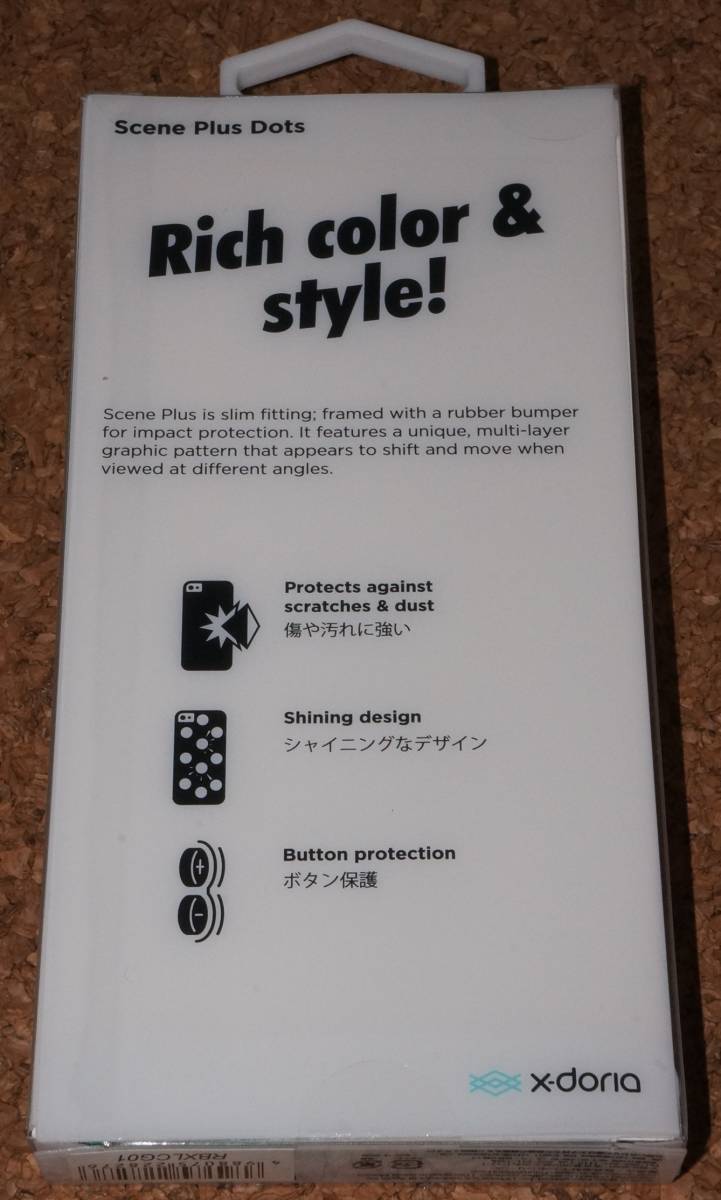 Scene Plus Dots
Rich color &
style!
Scene Plus is slim fitting; framed with a rubber bumper
for impact protection. It features a unique, multi-layer
graphic pattern that appears to shift and move when
viewed at different angles.
Protects against
scratches & dust
傷や汚れに強い
Shining design
シャイニングなデザイン
Button protection
ボタン保護
x-doria
RBXLCG01